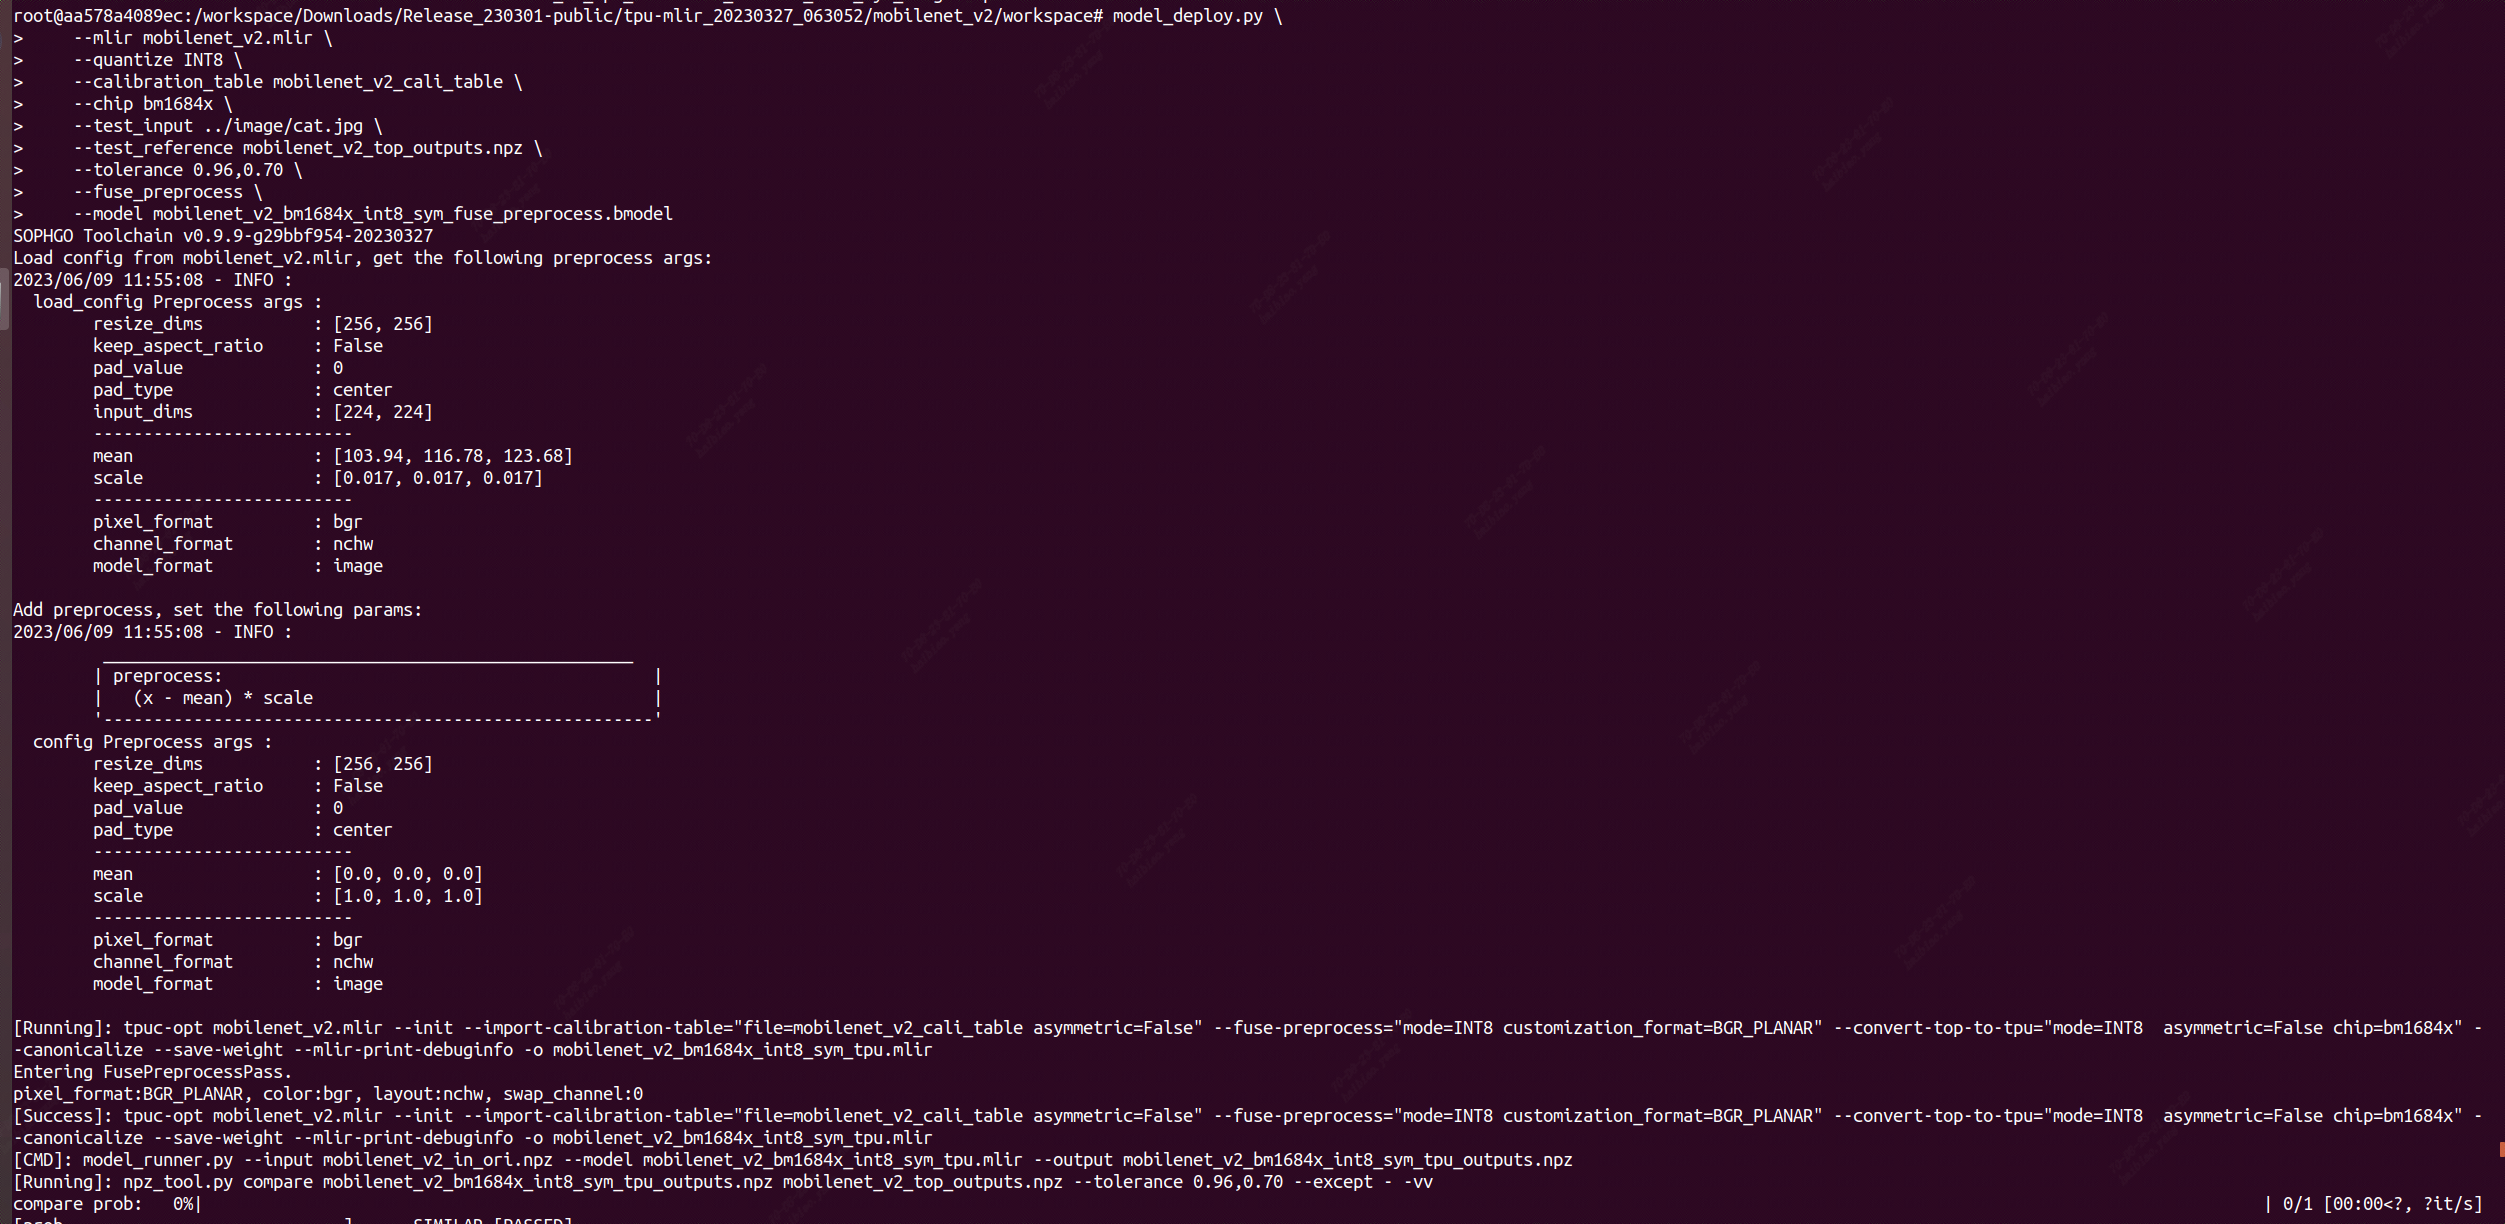 root@aa578a4089ec:/workspace/Downloads/Release_230301-public/tpu-mlir_20230327_063052/mobilenet_v2/workspace# model_deploy.py \
>     --mlir mobilenet_v2.mlir \
>     --quantize INT8 \
>     --calibration_table mobilenet_v2_cali_table \
>     --chip bm1684x \
>     --test_input ../image/cat.jpg \
>     --test_reference mobilenet_v2_top_outputs.npz \
>     --tolerance 0.96,0.70 \
>     --fuse_preprocess \
>     --model mobilenet_v2_bm1684x_int8_sym_fuse_preprocess.bmodel
SOPHGO Toolchain v0.9.9-g29bbf954-20230327
Load config from mobilenet_v2.mlir, get the following preprocess args:
2023/06/09 11:55:08 - INFO :
  load_config Preprocess args :
        resize_dims           : [256, 256]
        keep_aspect_ratio     : False
        pad_value             : 0
        pad_type              : center
        input_dims            : [224, 224]
        --------------------------
        mean                  : [103.94, 116.78, 123.68]
        scale                 : [0.017, 0.017, 0.017]
        --------------------------
        pixel_format          : bgr
        channel_format        : nchw
        model_format          : image
Add preprocess, set the following params:
2023/06/09 11:55:08 - INFO :
         _____________________________________________________
        | preprocess:                                           |
        |   (x - mean) * scale                                  |
        '-------------------------------------------------------'
  config Preprocess args :
        resize_dims           : [256, 256]
        keep_aspect_ratio     : False
        pad_value             : 0
        pad_type              : center
        --------------------------
        mean                  : [0.0, 0.0, 0.0]
        scale                 : [1.0, 1.0, 1.0]
        --------------------------
        pixel_format          : bgr
        channel_format        : nchw
        model_format          : image
[Running]: tpuc-opt mobilenet_v2.mlir --init --import-calibration-table="file=mobilenet_v2_cali_table asymmetric=False" --fuse-preprocess="mode=INT8 customization_format=BGR_PLANAR" --convert-top-to-tpu="mode=INT8  asymmetric=False chip=bm1684x" -
-canonicalize --save-weight --mlir-print-debuginfo -o mobilenet_v2_bm1684x_int8_sym_tpu.mlir
Entering FusePreprocessPass.
pixel_format:BGR_PLANAR, color:bgr, layout:nchw, swap_channel:0
[Success]: tpuc-opt mobilenet_v2.mlir --init --import-calibration-table="file=mobilenet_v2_cali_table asymmetric=False" --fuse-preprocess="mode=INT8 customization_format=BGR_PLANAR" --convert-top-to-tpu="mode=INT8  asymmetric=False chip=bm1684x" -
-canonicalize --save-weight --mlir-print-debuginfo -o mobilenet_v2_bm1684x_int8_sym_tpu.mlir
[CMD]: model_runner.py --input mobilenet_v2_in_ori.npz --model mobilenet_v2_bm1684x_int8_sym_tpu.mlir --output mobilenet_v2_bm1684x_int8_sym_tpu_outputs.npz
[Running]: npz_tool.py compare mobilenet_v2_bm1684x_int8_sym_tpu_outputs.npz mobilenet_v2_top_outputs.npz --tolerance 0.96,0.70 --except - -vv
compare prob:   0%|          | 0/1 [00:00<?, ?it/s]
[prob                            ]      SIMILAR [PASSED]